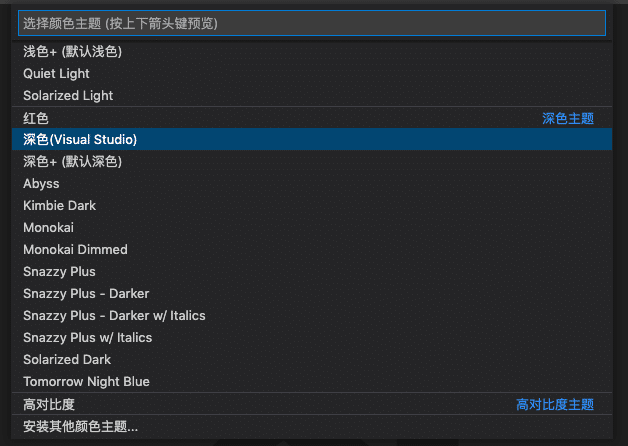 选择颜色主题 (按上下箭头键预览)
浅色+ (默认浅色)
Quiet Light
Solarized Light
红色 深色主题
深色(Visual Studio)
深色+ (默认深色)
Abyss
Kimbie Dark
Monokai
Monokai Dimmed
Snazzy Plus
Snazzy Plus - Darker
Snazzy Plus - Darker w/ Italics
Snazzy Plus w/ Italics
Solarized Dark
Tomorrow Night Blue
高对比度 高对比度主题
安装其他颜色主题...